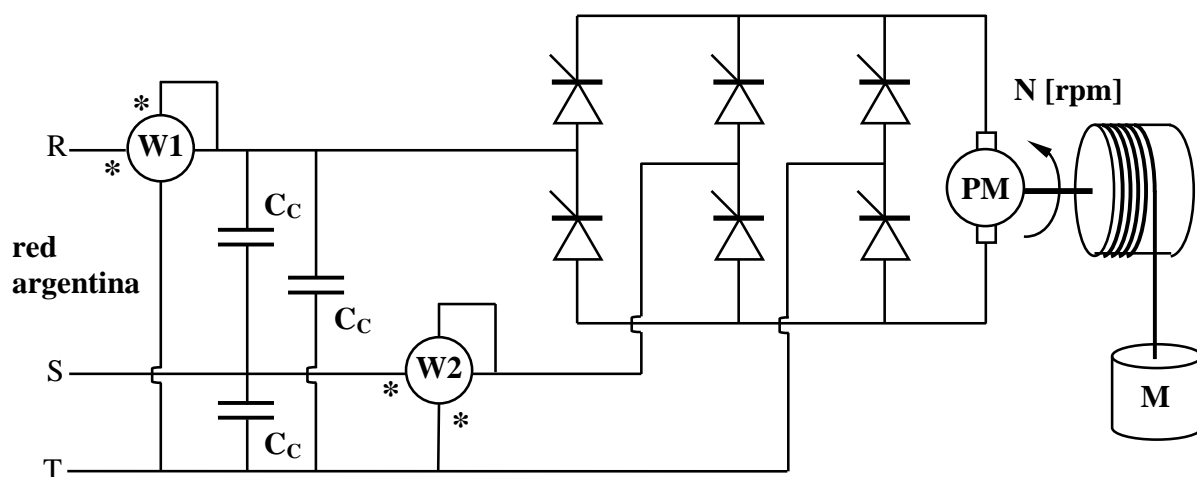 N [rpm]
*
R
W1
*
C_C
PM
red
argentina
C_C
S
W2
*
*
C_C
M
T